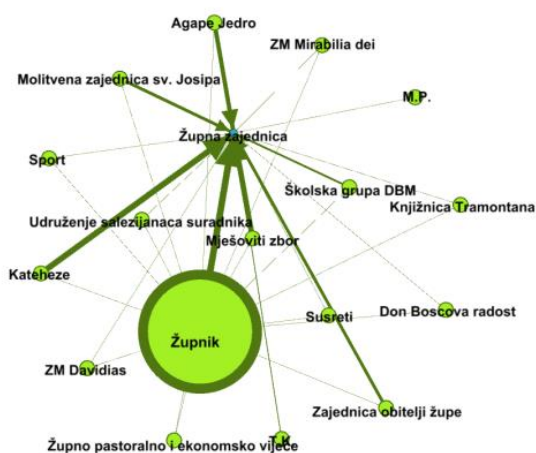 Agape Jedro
ZM Mirabilia dei
Molitvena zajednica sv. Josipa
M.P.
Župna zajednica
Sport
Školska grupa DBM
Knjižnica Tramontana
Udruženje salezijanaca suradnika
Mješoviti zbor
Kateheze
Susreti
Don Boscova radost
Župnik
ZM Davidias
Zajednica obitelji župe
Župno pastoralno i ekonomsko vijeće
T.K.